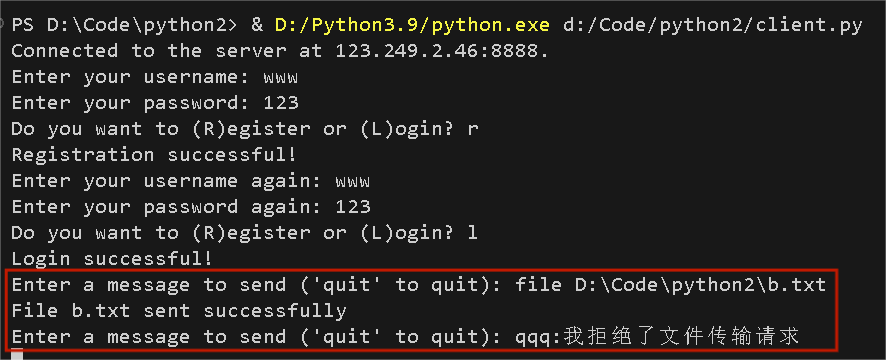 PS D:\Code\python2> & D:/Python3.9/python.exe d:/Code/python2/client.py
Connected to the server at 123.249.2.46:8888.
Enter your username: www
Enter your password: 123
Do you want to (R)egister or (L)ogin? r
Registration successful!
Enter your username again: www
Enter your password again: 123
Do you want to (R)egister or (L)ogin? l
Login successful!
Enter a message to send ('quit' to quit): file D:\Code\python2\b.txt
File b.txt sent successfully
Enter a message to send ('quit' to quit): qqq:我拒绝了文件传输请求